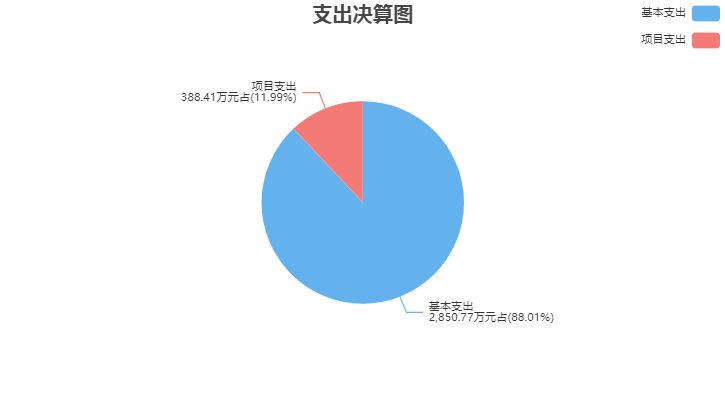 支出决算图
基本支出
项目支出
项目支出
388.41万元占(11.99%)
基本支出
2,850.77万元占(88.01%)